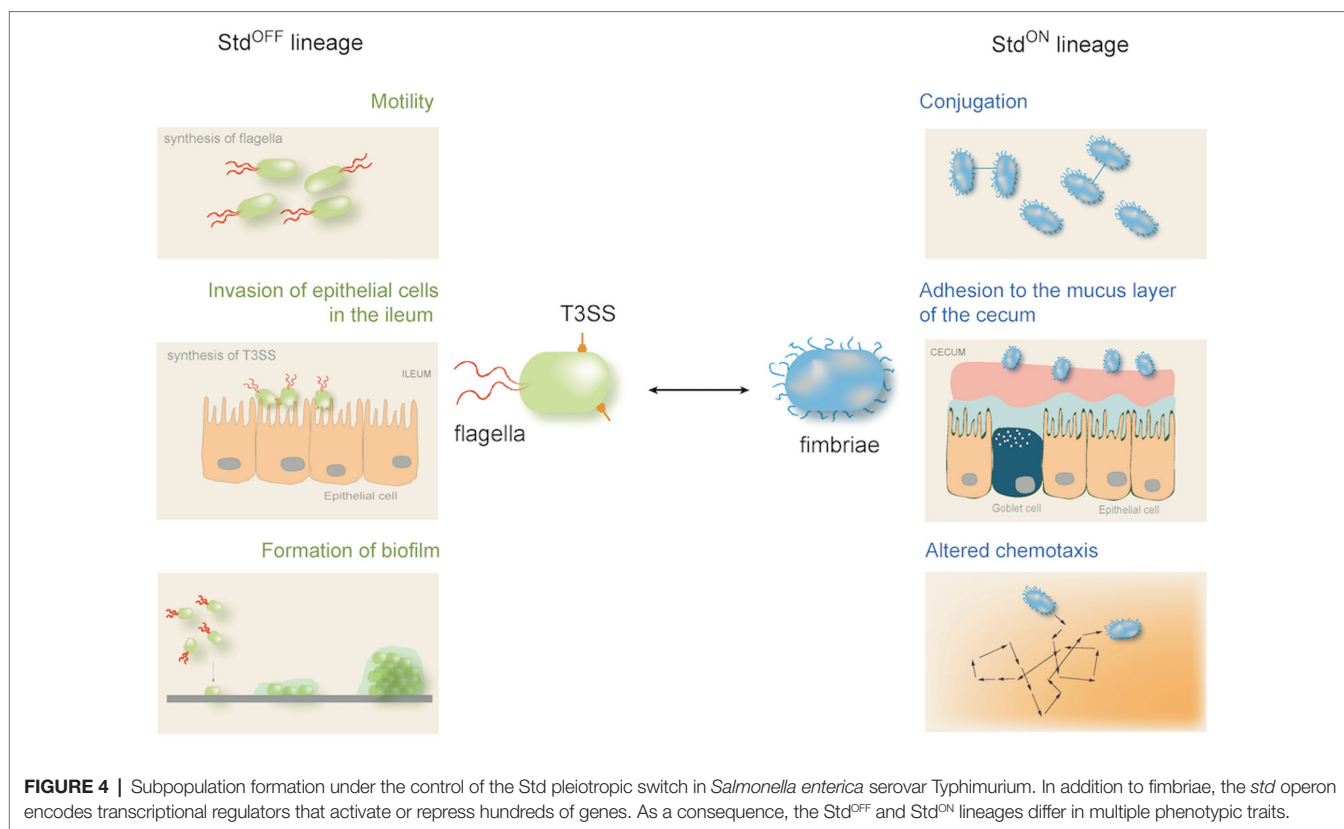 Std^OFF lineage
Std^ON lineage
Motility
synthesis of flagella
Conjugation
Invasion of epithelial cells
in the ileum
synthesis of T3SS
ILEUM
Epithelial cell
T3SS
flagella
fimbriae
Adhesion to the mucus layer
of the cecum
CECUM
Goblet cell
Epithelial cell
Formation of biofilm
Altered chemotaxis
FIGURE 4 | Subpopulation formation under the control of the Std pleiotropic switch in Salmonella enterica serovar Typhimurium. In addition to fimbriae, the std operon
encodes transcriptional regulators that activate or repress hundreds of genes. As a consequence, the Std^OFF and Std^ON lineages differ in multiple phenotypic traits.